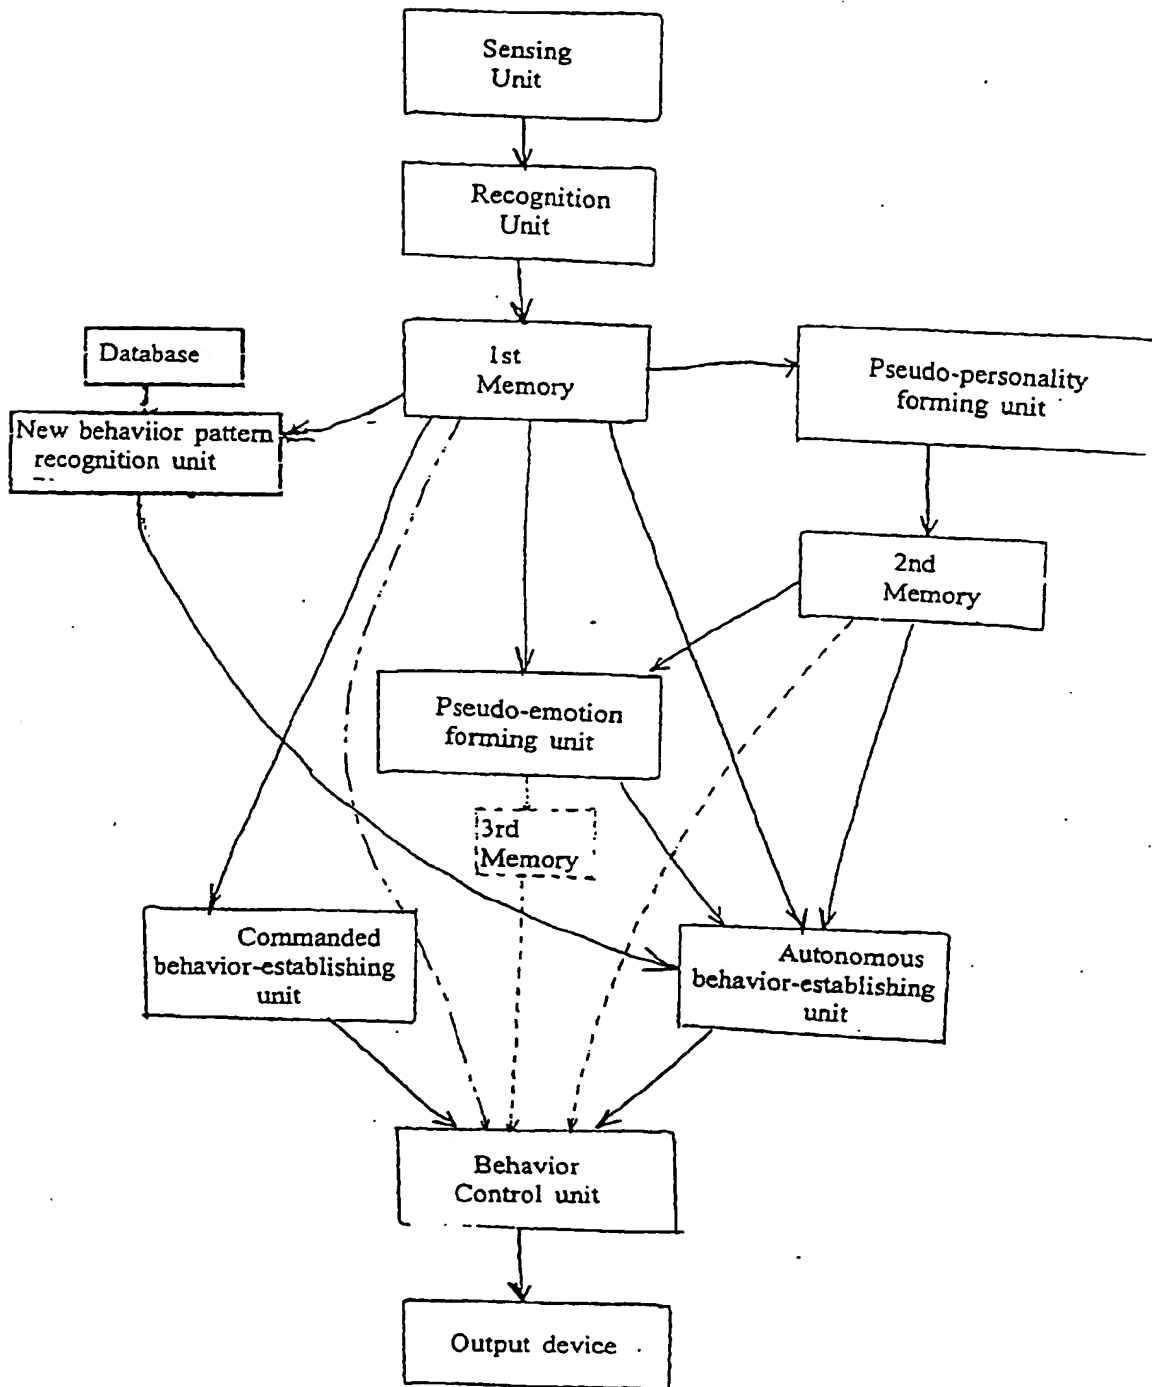 Sensing
Unit
Recognition
Unit
1st
Memory
Database
Pseudo-personality
forming unit
New behaviior pattern
recognition unit
2nd
Memory
Pseudo-emotion
forming unit
3rd
Memory
Commanded
behavior-establishing
unit
Autonomous
behavior-establishing
unit
Behavior
Control unit
Output device